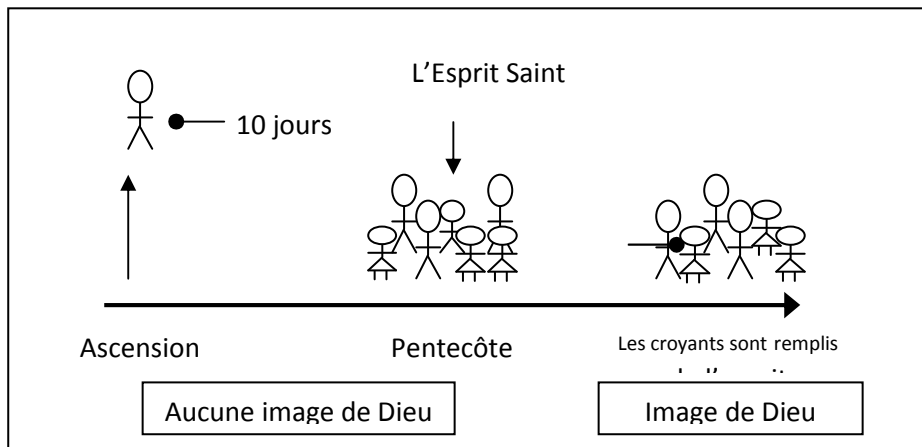 L'Esprit Saint
10 jours
Ascension
Pentecôte
Les croyants sont remplis
Aucune image de Dieu
Image de Dieu